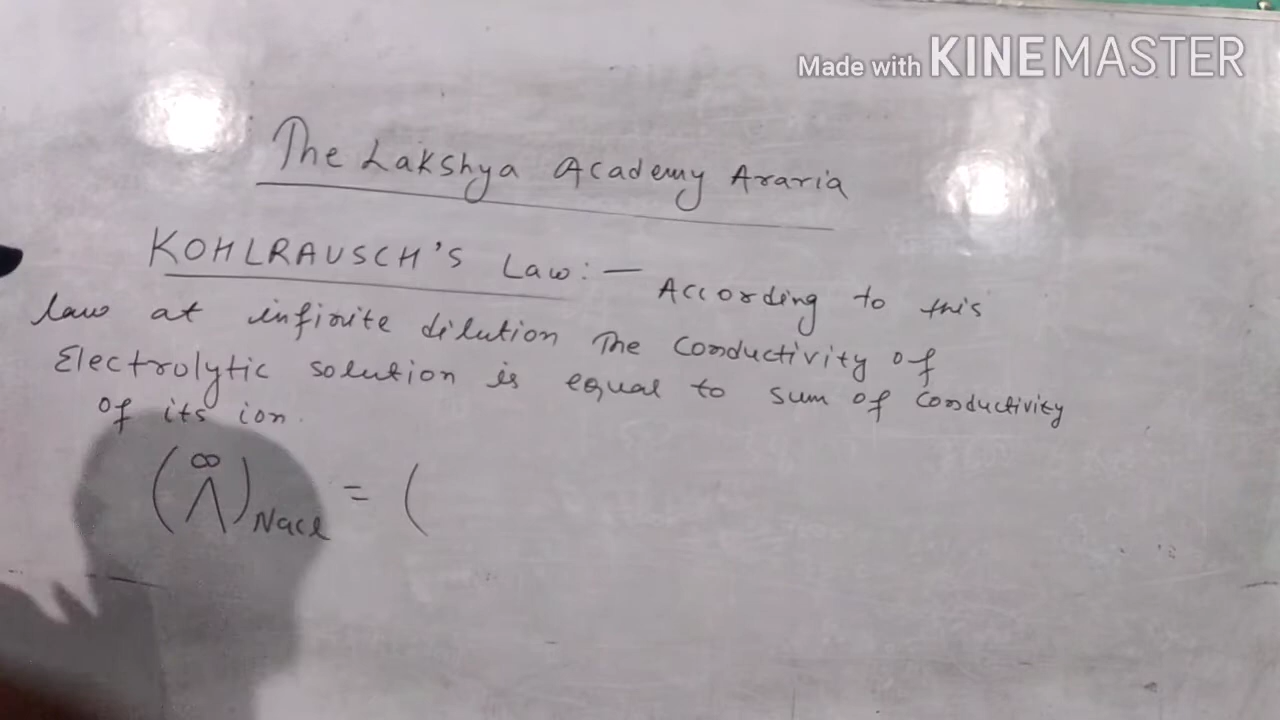 Made with KINEMASTER
The Lakshya Academy Araria
KOHLRAUSCH'S Law:— According to this
law at infinite dilution The conductivity of
Electrolytic solution is equal to sum of conductivity
of its ion.
(∞Λ)NaCl = (